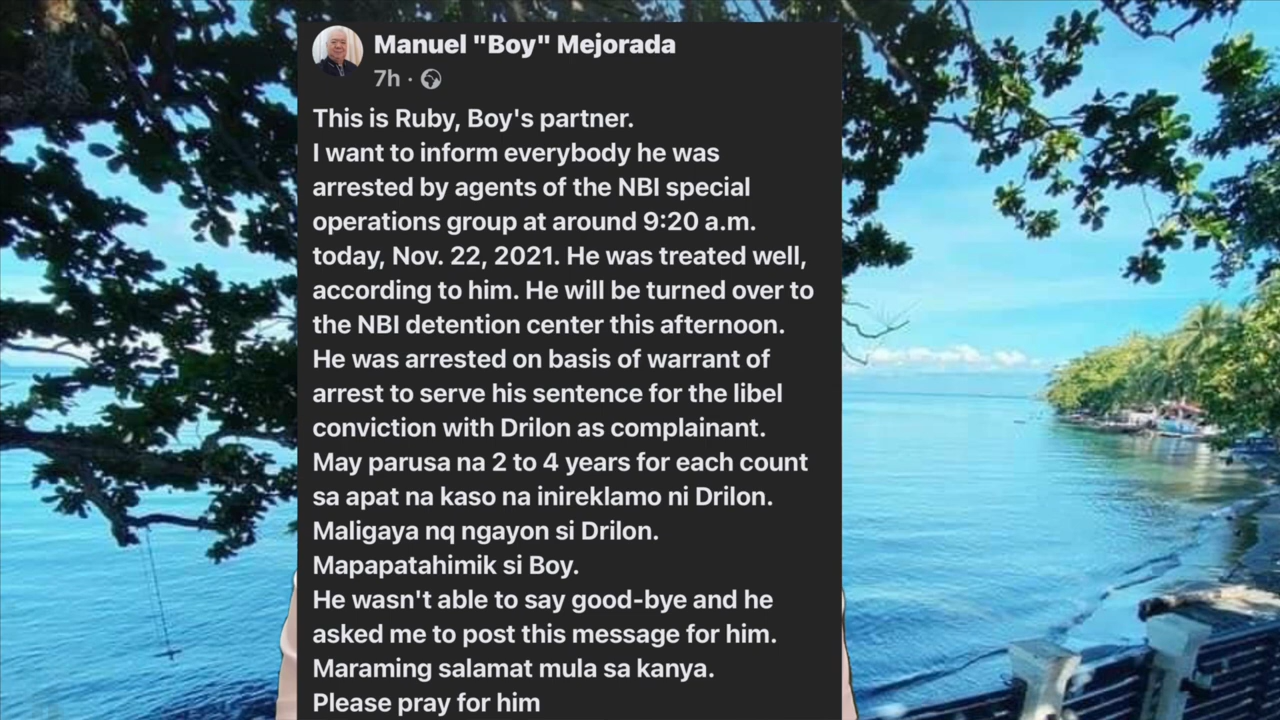 Manuel "Boy" Mejorada
7h ·
This is Ruby, Boy's partner.
I want to inform everybody he was
arrested by agents of the NBI special
operations group at around 9:20 a.m.
today, Nov. 22, 2021. He was treated well,
according to him. He will be turned over to
the NBI detention center this afternoon.
He was arrested on basis of warrant of
arrest to serve his sentence for the libel
conviction with Drilon as complainant.
May parusa na 2 to 4 years for each count
sa apat na kaso na inireklamo ni Drilon.
Maligaya nq ngayon si Drilon.
Mapapatahimik si Boy.
He wasn't able to say good-bye and he
asked me to post this message for him.
Maraming salamat mula sa kanya.
Please pray for him